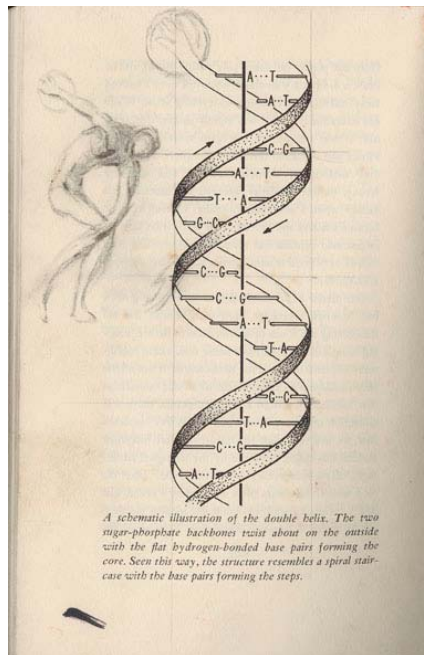 A···T
A···T
C···G
A···T
T···A
G···C
C···G
C···G
A···T
T···A
G···C
T···A
C···G
A···T
A schematic illustration of the double helix. The two
sugar-phosphate backbones twist about on the outside
with the flat hydrogen-bonded base pairs forming the
core. Seen this way, the structure resembles a spiral stair-
case with the base pairs forming the steps.